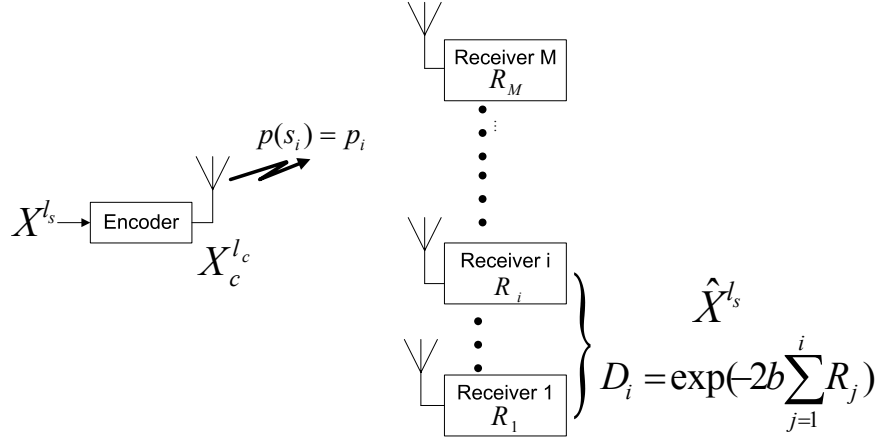 Receiver M
R_M
p(s_i) = p_i
X^{l_s}
Encoder
X_c^{l_c}
Receiver i
R_i
X̂^{l_s}
D_i = exp(-2b∑_{j=1}^{i} R_j)
Receiver 1
R_1